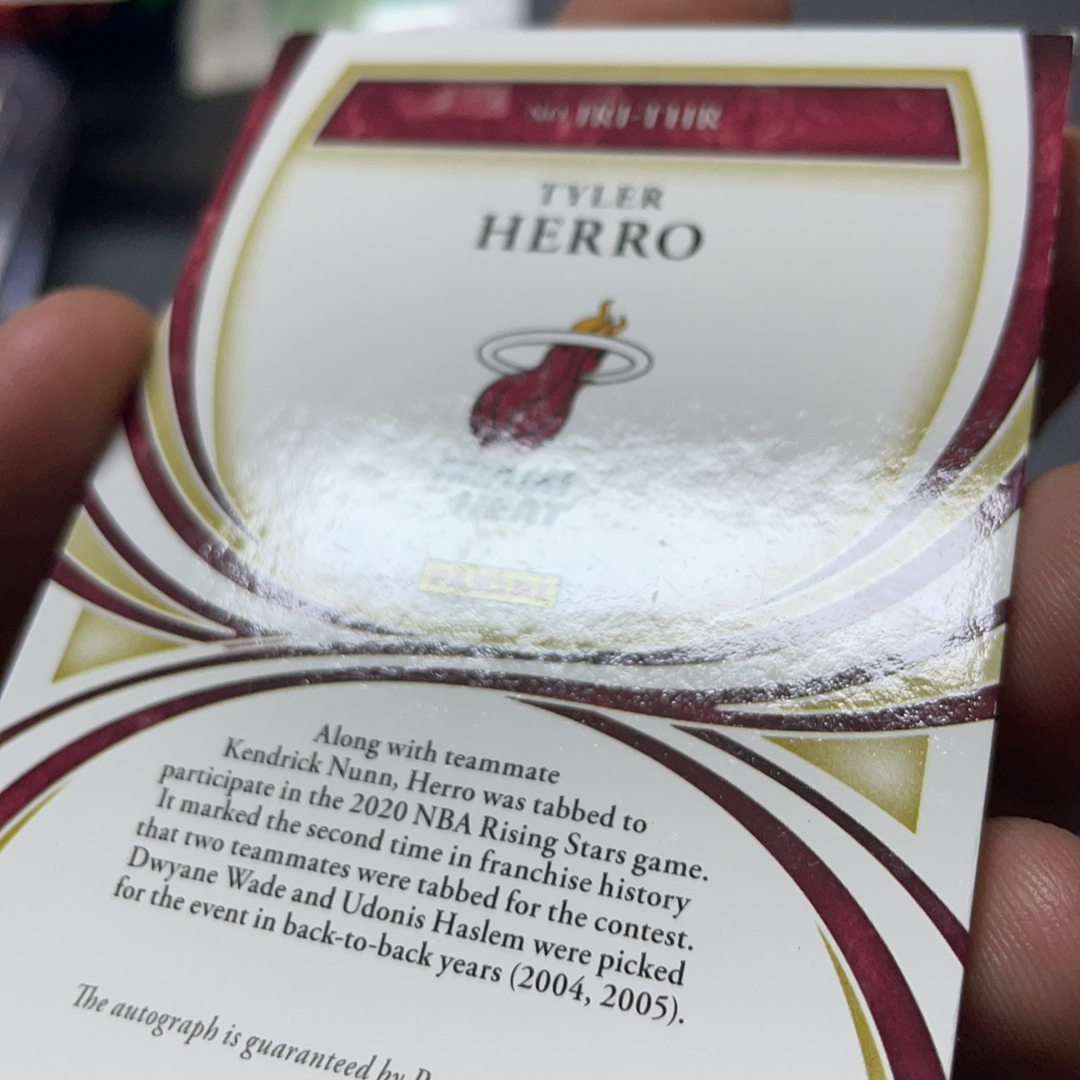 TYLER
HERRO
HEAT
PANINI
Along with teammate
Kendrick Nunn, Herro was tabbed to
participate in the 2020 NBA Rising Stars game.
It marked the second time in franchise history
that two teammates were tabbed for the contest.
Dwyane Wade and Udonis Haslem were picked
for the event in back-to-back years (2004, 2005).
The autograph is guaranteed by